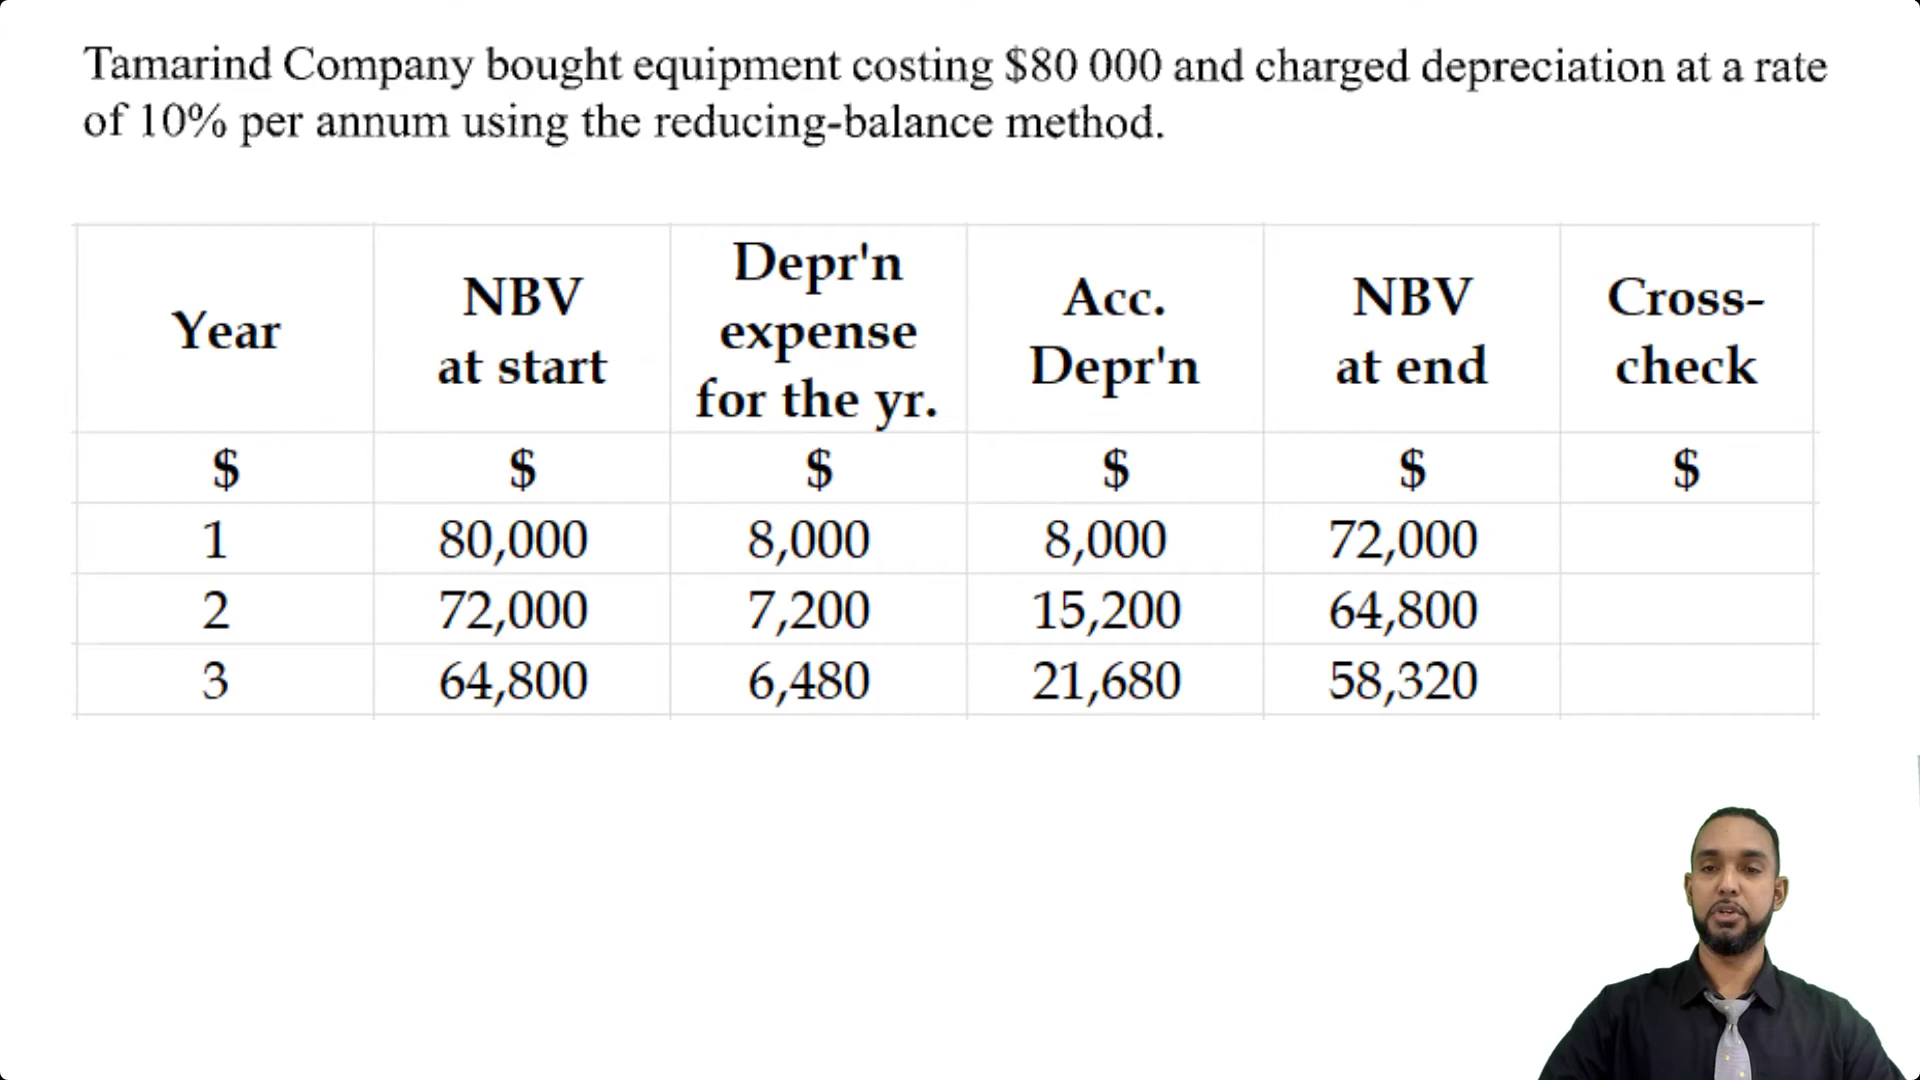 Tamarind Company bought equipment costing $80 000 and charged depreciation at a rate
of 10% per annum using the reducing-balance method.
Year NBV at start Depr'n expense for the yr. Acc. Depr'n NBV at end Cross-check
$ $ $ $ $ $
1 80,000 8,000 8,000 72,000
2 72,000 7,200 15,200 64,800
3 64,800 6,480 21,680 58,320